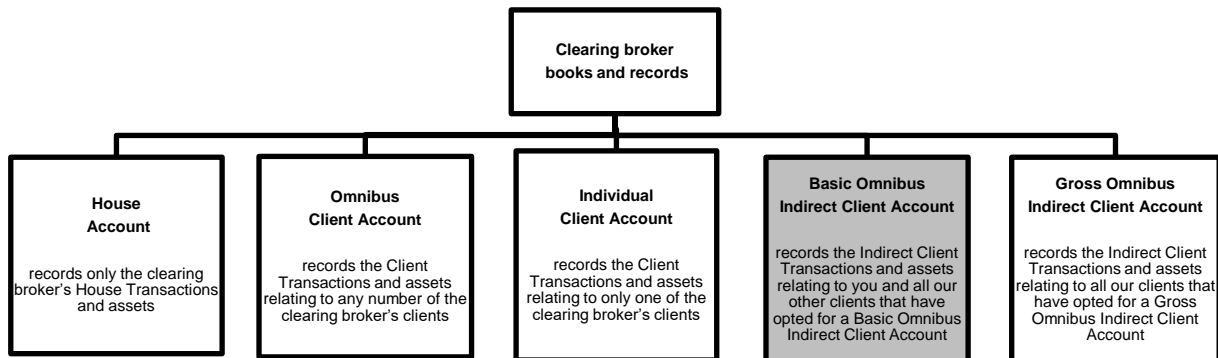 Clearing broker
books and records
House
Account
records only the clearing
broker's House Transactions
and assets
Omnibus
Client Account
records the Client
Transactions and assets
relating to any number of the
clearing broker's clients
Individual
Client Account
records the Client
Transactions and assets
relating to only one of the
clearing broker's clients
Basic Omnibus
Indirect Client Account
records the Indirect Client
Transactions and assets
relating to you and all our
other clients that have
opted for a Basic Omnibus
Indirect Client Account
Gross Omnibus
Indirect Client Account
records the Indirect Client
Transactions and assets
relating to all our clients that
have opted for a Gross
Omnibus Indirect Client
Account